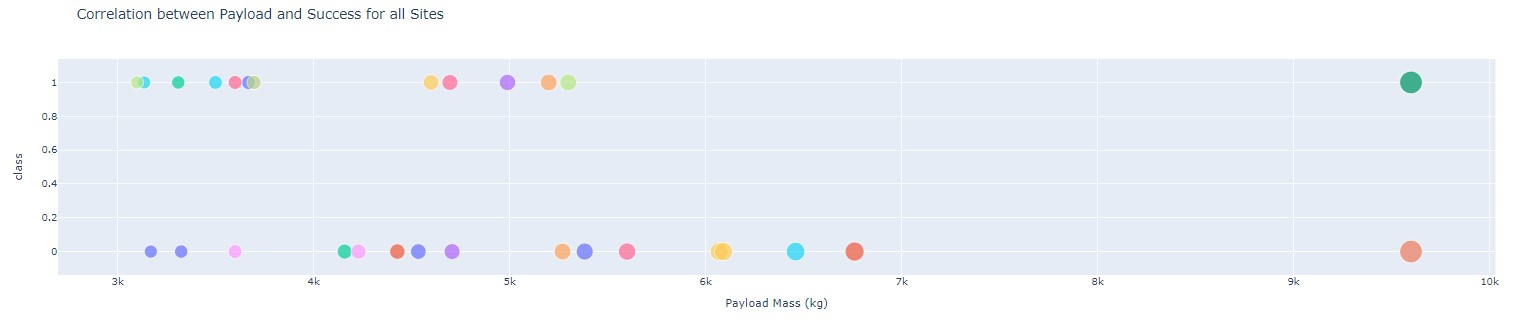 Correlation between Payload and Success for all Sites
1
0.8
0.6
0.4
0.2
0
class
3k
4k
5k
6k
7k
8k
9k
10k
Payload Mass (kg)